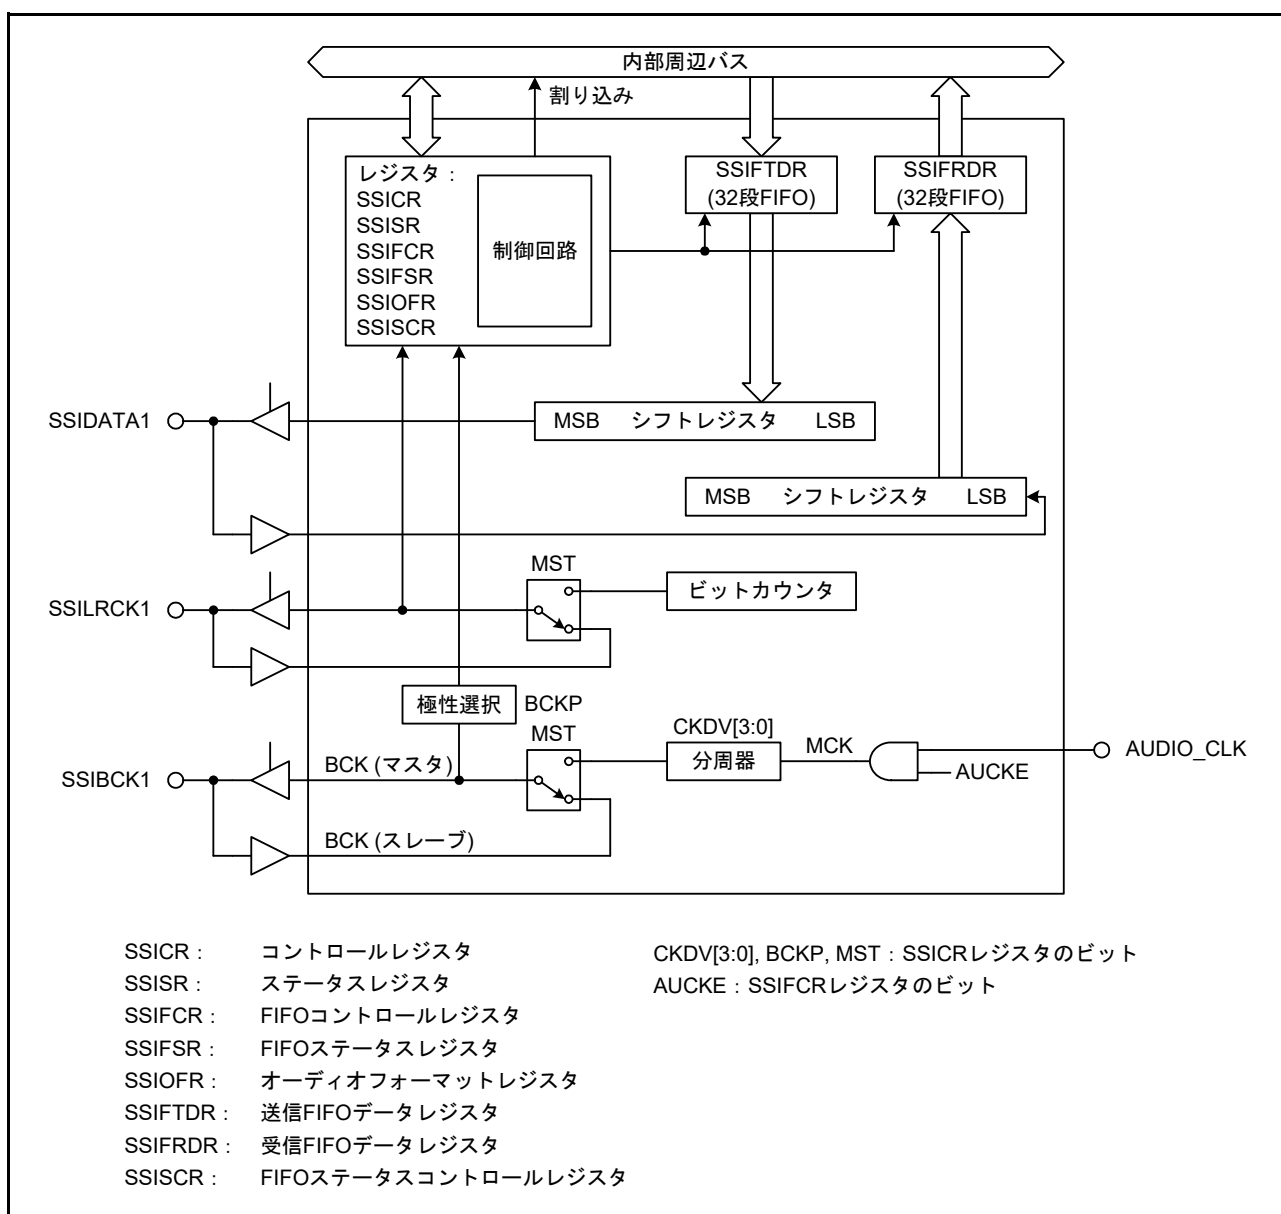 内部周辺バス
割り込み
レジスタ：
SSICR
SSISR
SSIFCR
SSIFSR
SSIOFR
SSISCR
制御回路
SSIFTDR
(32段FIFO)
SSIFRDR
(32段FIFO)
SSIDATA1
MSB シフトレジスタ LSB
MSB シフトレジスタ LSB
MST
SSILRCK1
ビットカウンタ
極性選択 BCKP
MST
CKDV[3:0]
SSIBCK1
BCK (マスタ)
分周器
MCK
AUDIO_CLK
AUCKE
BCK (スレーブ)
SSICR： コントロールレジスタ
SSISR： ステータスレジスタ
SSIFCR： FIFOコントロールレジスタ
SSIFSR： FIFOステータスレジスタ
SSIOFR： オーディオフォーマットレジスタ
SSIFTDR： 送信FIFOデータレジスタ
SSIFRDR： 受信FIFOデータレジスタ
SSISCR： FIFOステータスコントロールレジスタ
CKDV[3:0], BCKP, MST：SSICRレジスタのビット
AUCKE：SSIFCRレジスタのビット